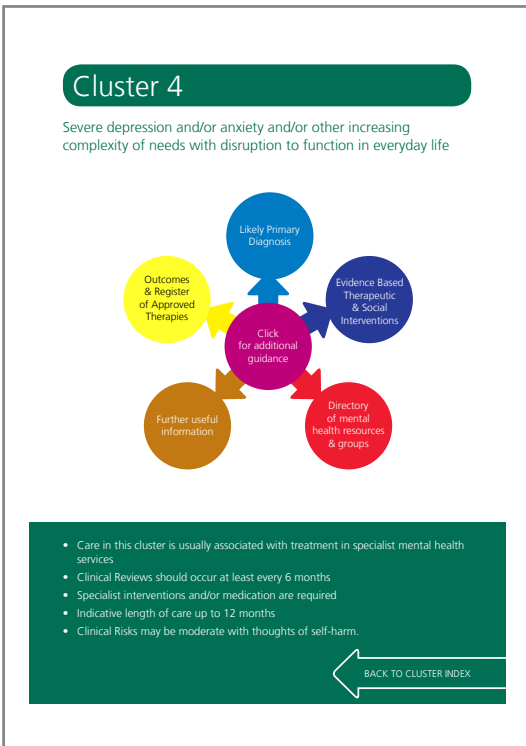 Cluster 4
Severe depression and/or anxiety and/or other increasing
complexity of needs with disruption to function in everyday life
Likely Primary
Diagnosis
Outcomes
& Register
of Approved
Therapies
Evidence Based
Therapeutic
& Social
Interventions
Click
for additional
guidance
Further useful
information
Directory
of mental
health resources
& groups
• Care in this cluster is usually associated with treatment in specialist mental health
services
• Clinical Reviews should occur at least every 6 months
• Specialist interventions and/or medication are required
• Indicative length of care up to 12 months
• Clinical Risks may be moderate with thoughts of self-harm.
BACK TO CLUSTER INDEX